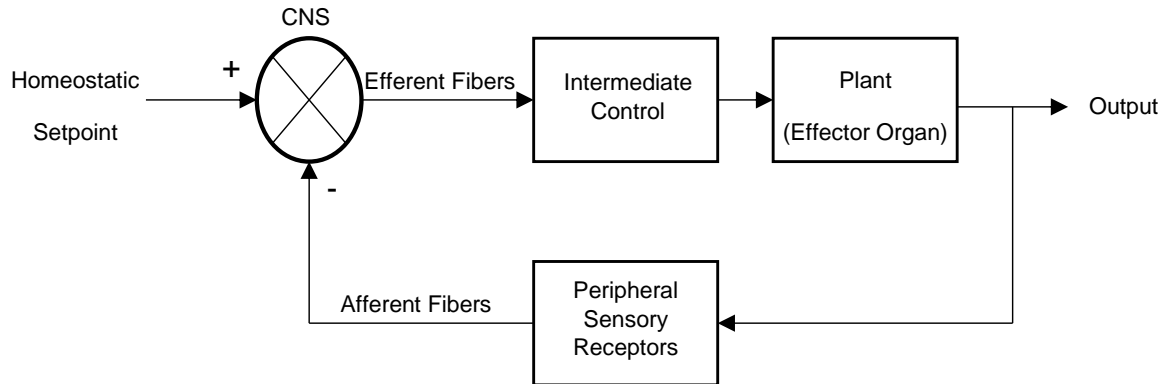 CNS
Homeostatic
Setpoint
+
-
Efferent Fibers
Intermediate
Control
Plant
(Effector Organ)
Output
Afferent Fibers
Peripheral
Sensory
Receptors